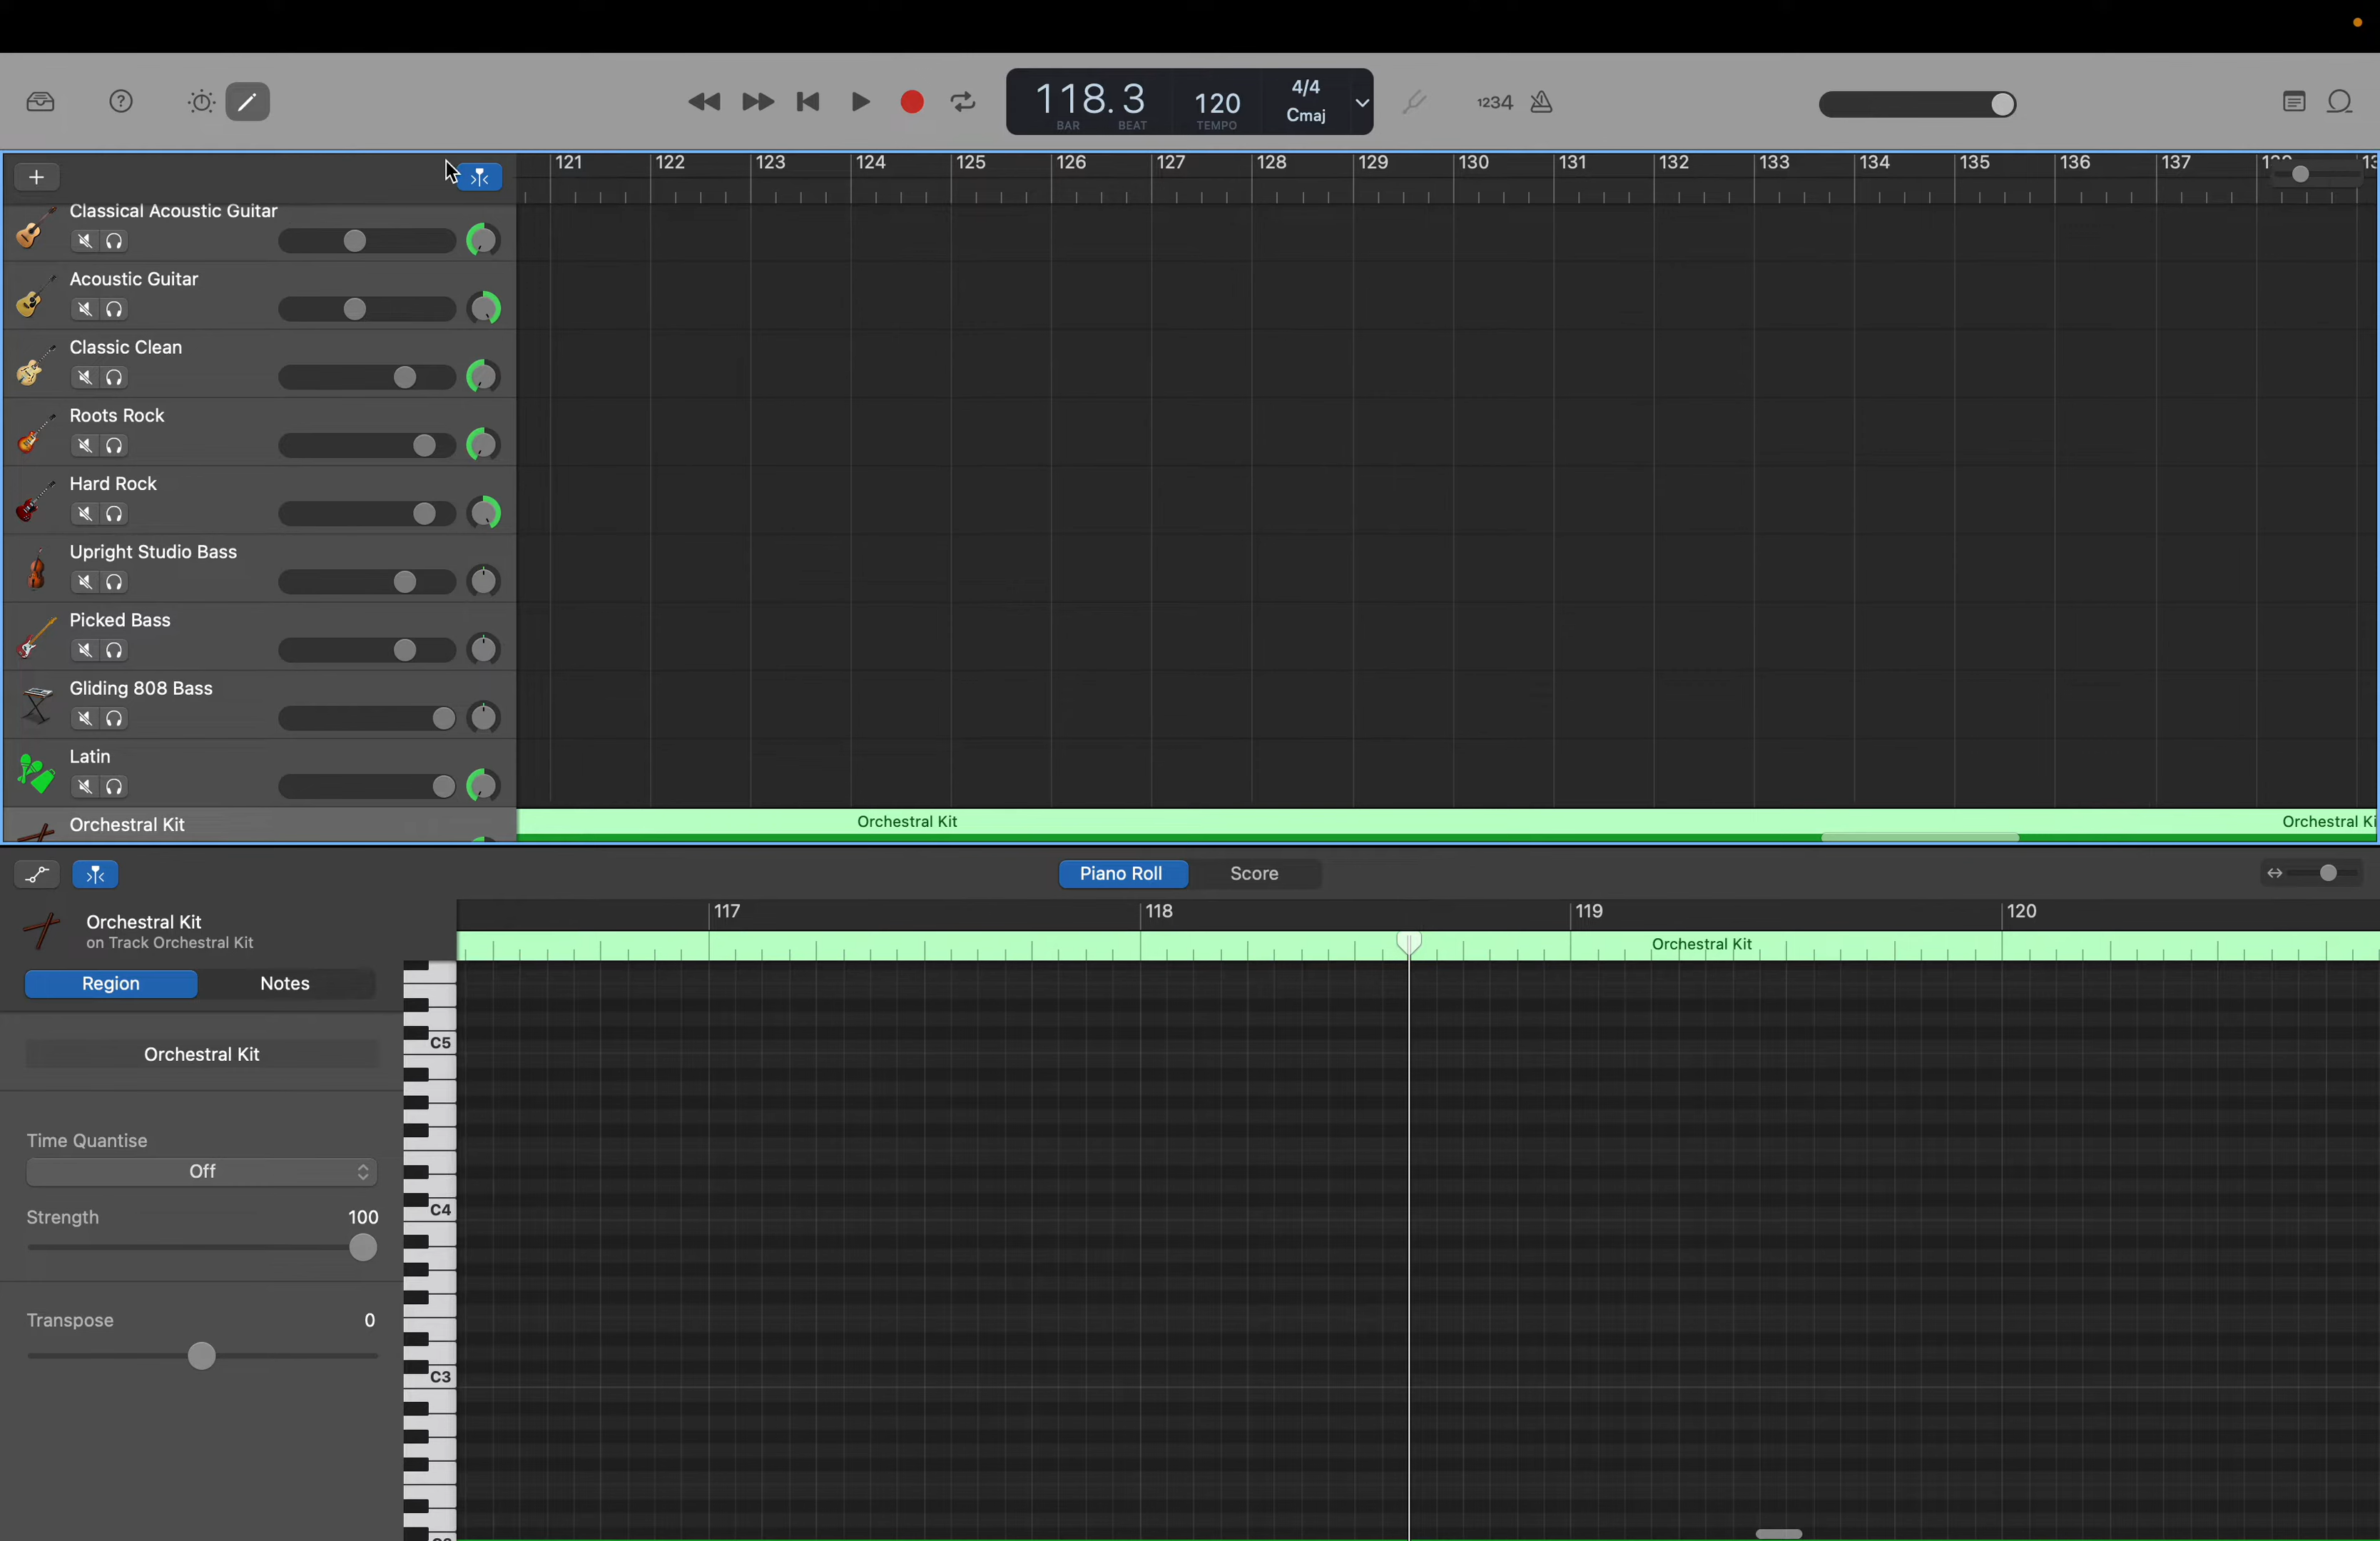 118.3
BAR
BEAT
120
TEMPO
4/4
Cmaj
1234
121
122
123
124
125
126
127
128
129
130
131
132
133
134
135
136
137
Classical Acoustic Guitar
Acoustic Guitar
Classic Clean
Roots Rock
Hard Rock
Upright Studio Bass
Picked Bass
Gliding 808 Bass
Latin
Orchestral Kit
Orchestral Kit
Orchestral Ki
Piano Roll
Score
Orchestral Kit
on Track Orchestral Kit
117
118
119
120
Orchestral Kit
Region
Notes
Orchestral Kit
Time Quantise
Off
Strength
100
Transpose
0
C5
C4
C3